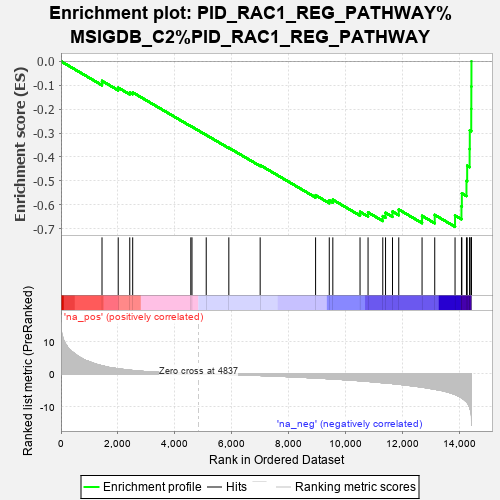 Enrichment plot: PID_RAC1_REG_PATHWAY%
MSIGDB_C2%PID_RAC1_REG_PATHWAY
Enrichment score (ES)
0.0
-0.1
-0.2
-0.3
-0.4
-0.5
-0.6
-0.7
'na_pos' (positively correlated)
Ranked list metric (PreRanked)
10
5
0
-5
-10
Zero cross at 4837
'na_neg' (negatively correlated)
0 2,000 4,000 6,000 8,000 10,000 12,000 14,000
Rank in Ordered Dataset
Enrichment profile Hits Ranking metric scores